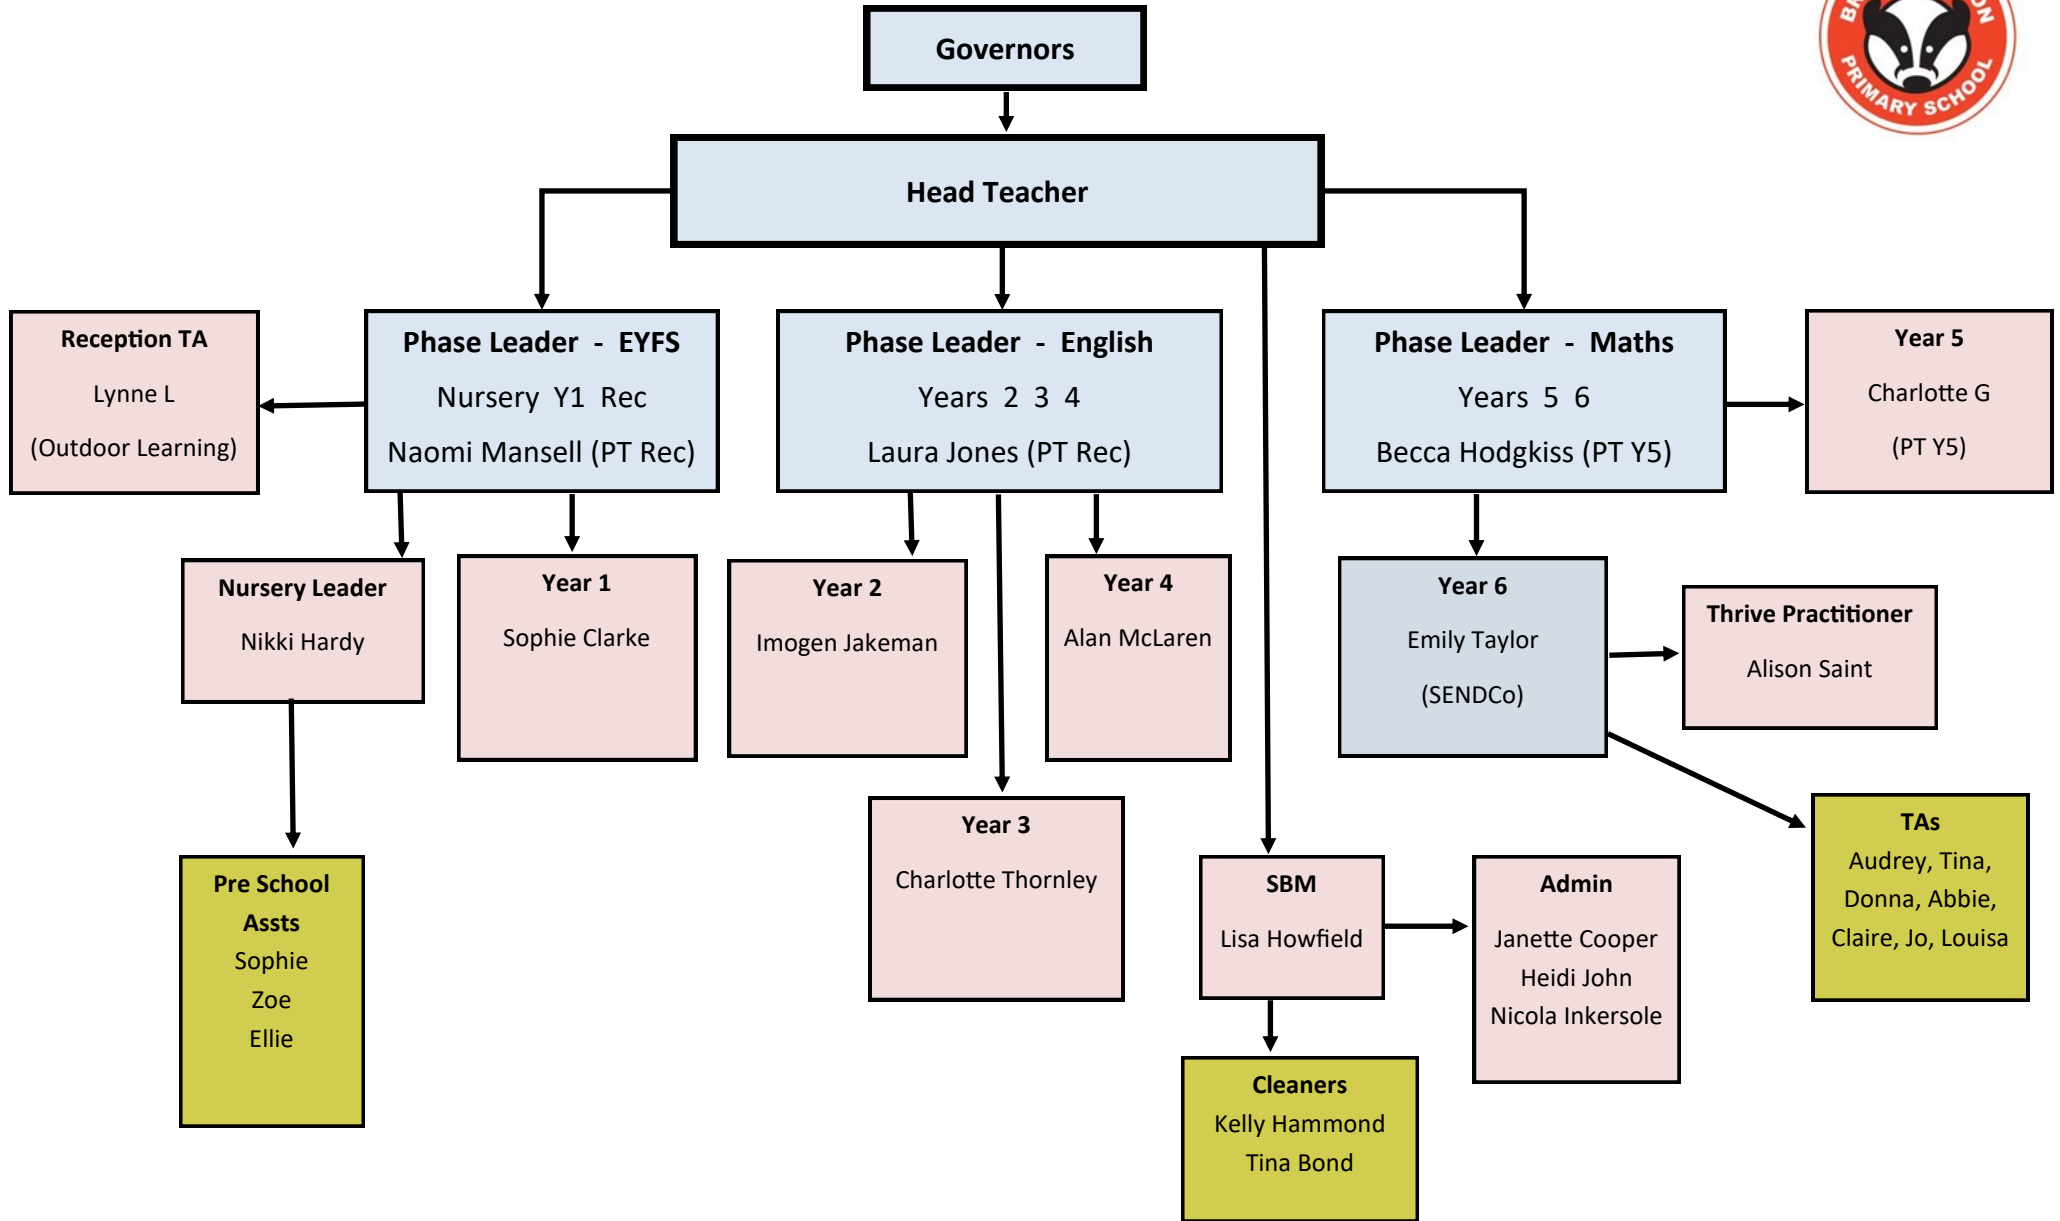 Governors
PRIMARY SCHOOL
Head Teacher
Reception TA
Lynne L
(Outdoor Learning)
Phase Leader - EYFS
Nursery Y1 Rec
Naomi Mansell (PT Rec)
Phase Leader - English
Years 2 3 4
Laura Jones (PT Rec)
Phase Leader - Maths
Years 5 6
Becca Hodgkiss (PT Y5)
Year 5
Charlotte G
(PT Y5)
Nursery Leader
Nikki Hardy
Year 1
Sophie Clarke
Year 2
Imogen Jakeman
Year 4
Alan McLaren
Year 6
Emily Taylor
(SENDCo)
Thrive Practitioner
Alison Saint
Year 3
Charlotte Thornley
TAs
Audrey, Tina,
Donna, Abbie,
Claire, Jo, Louisa
Pre School
Assts
Sophie
Zoe
Ellie
SBM
Lisa Howfield
Admin
Janette Cooper
Heidi John
Nicola Inkersole
Cleaners
Kelly Hammond
Tina Bond